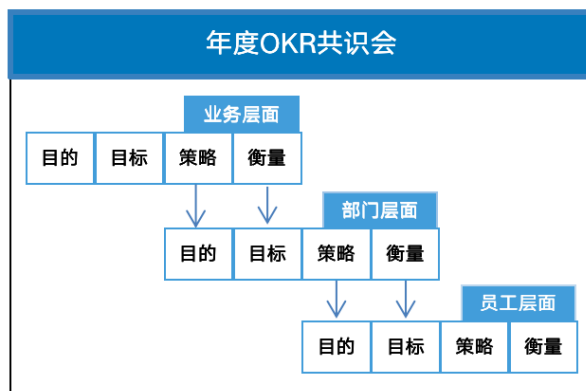 年度OKR共识会
业务层面
目的 目标 策略 衡量
部门层面
目的 目标 策略 衡量
员工层面
目的 目标 策略 衡量